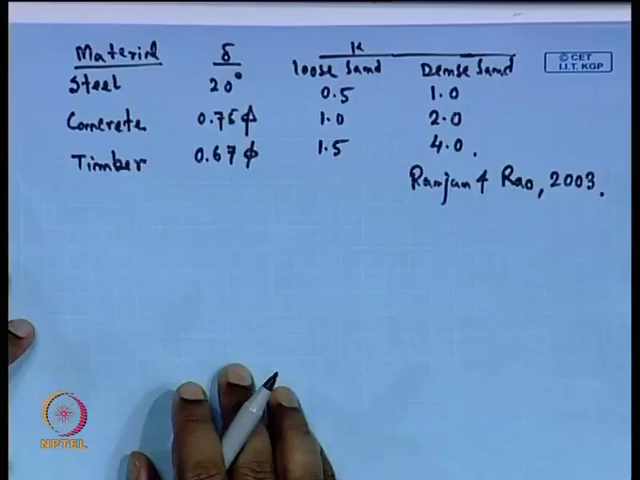 Material δ K
loose sand Dense sand
Steel 20° 0.5 1.0
Concrete 0.75ϕ 1.0 2.0
Timber 0.67ϕ 1.5 4.0.
Ranjan & Rao, 2003.
© CET
I.I.T. KGP
NPTEL